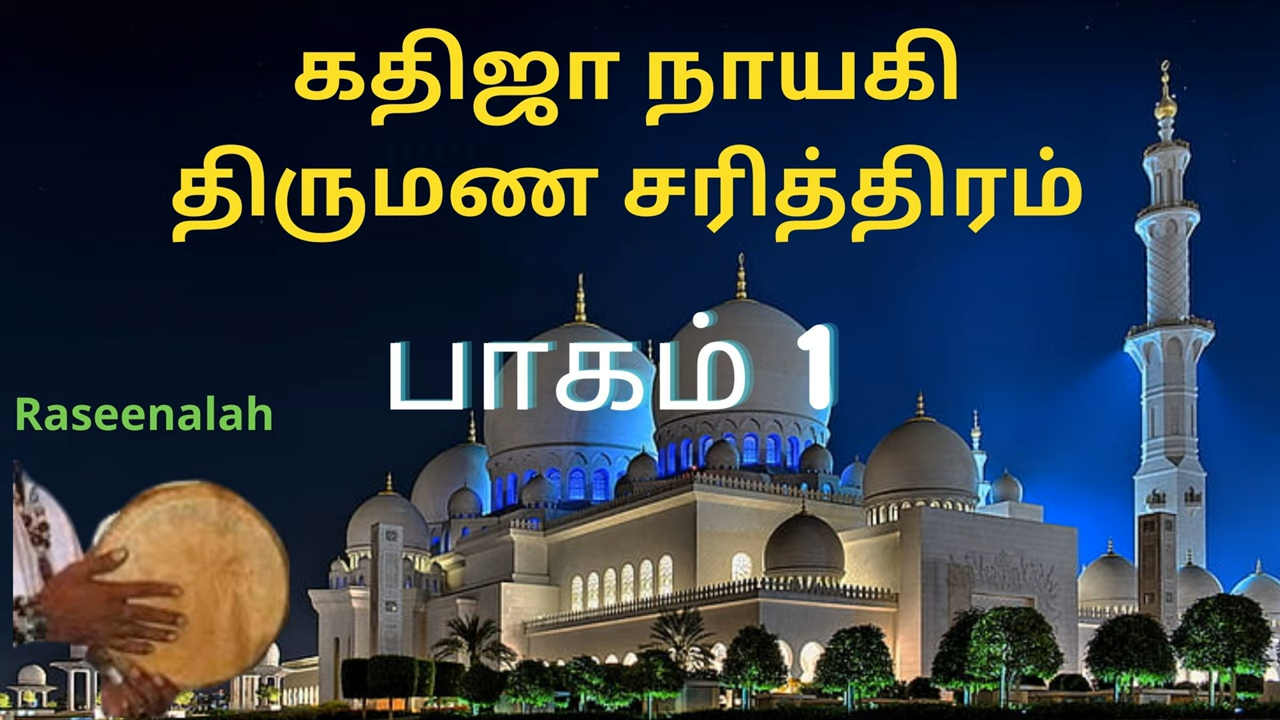 கதிஜா நாயகி
திருமண சரித்திரம்
பாகம் 1
Raseenalah